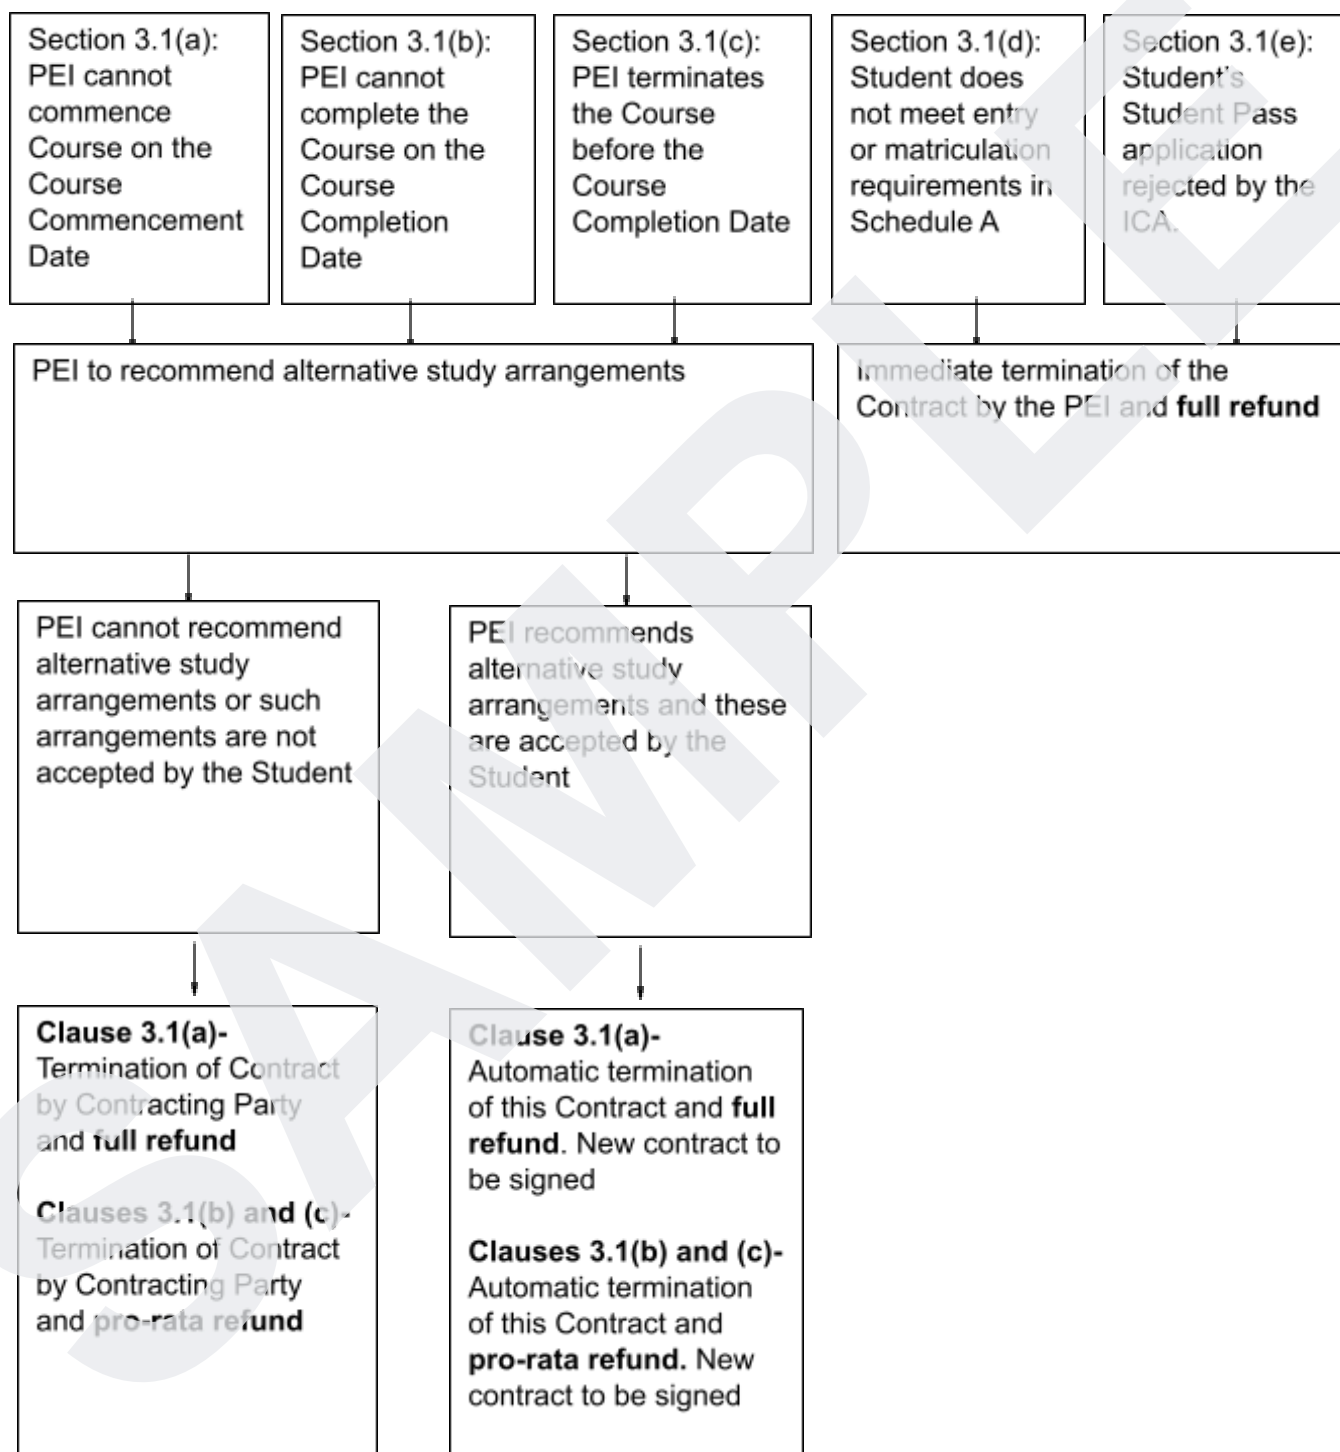 Section 3.1(a):
PEI cannot
commence
Course on the
Course
Commencement
Date
Section 3.1(b):
PEI cannot
complete the
Course on the
Course
Completion
Date
Section 3.1(c):
PEI terminates
the Course
before the
Course
Completion Date
Section 3.1(d):
Student does
not meet entry
or matriculation
requirements in
Schedule A
Section 3.1(e):
Student's
Student Pass
application
rejected by the
ICA.
PEI to recommend alternative study arrangements
Immediate termination of the
Contract by the PEI and full refund
PEI cannot recommend
alternative study
arrangements or such
arrangements are not
accepted by the Student
PEI recommends
alternative study
arrangements and these
are accepted by the
Student
Clause 3.1(a)-
Termination of Contract
by Contracting Party
and full refund
Clauses 3.1(b) and (c)-
Termination of Contract
by Contracting Party
and pro-rata refund
Clause 3.1(a)-
Automatic termination
of this Contract and full
refund. New contract to
be signed
Clauses 3.1(b) and (c)-
Automatic termination
of this Contract and
pro-rata refund. New
contract to be signed
SAMPLE